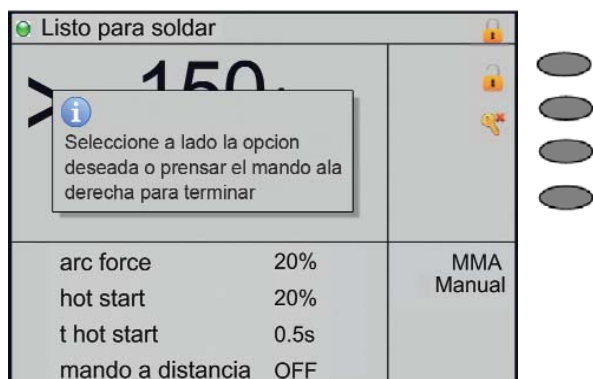 Listo para soldar
> 150
Seleccione a lado la opcion
deseada o prensar el mando ala
derecha para terminar
arc force 20%
hot start 20%
t hot start 0.5s
mando a distancia OFF
MMA
Manual